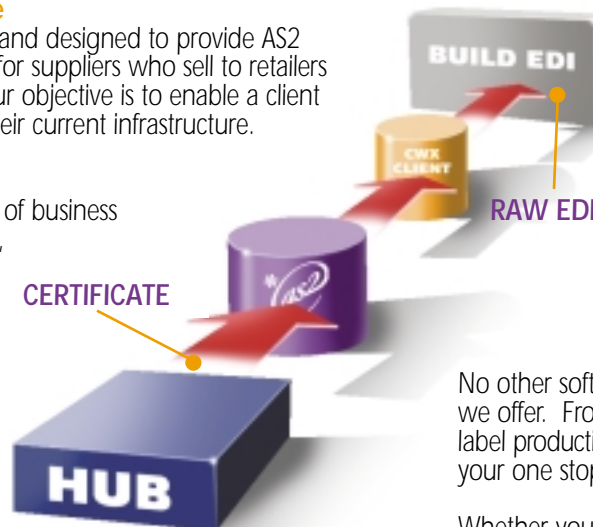 and designed to provide AS2
for suppliers who sell to retailers
ur objective is to enable a client
eir current infrastructure.
of business
BUILD EDI
CWX
CLIENT
RAW EDI
as2
CERTIFICATE
HUB
No other soft
we offer. Fro
label producti
your one stop
Whether you